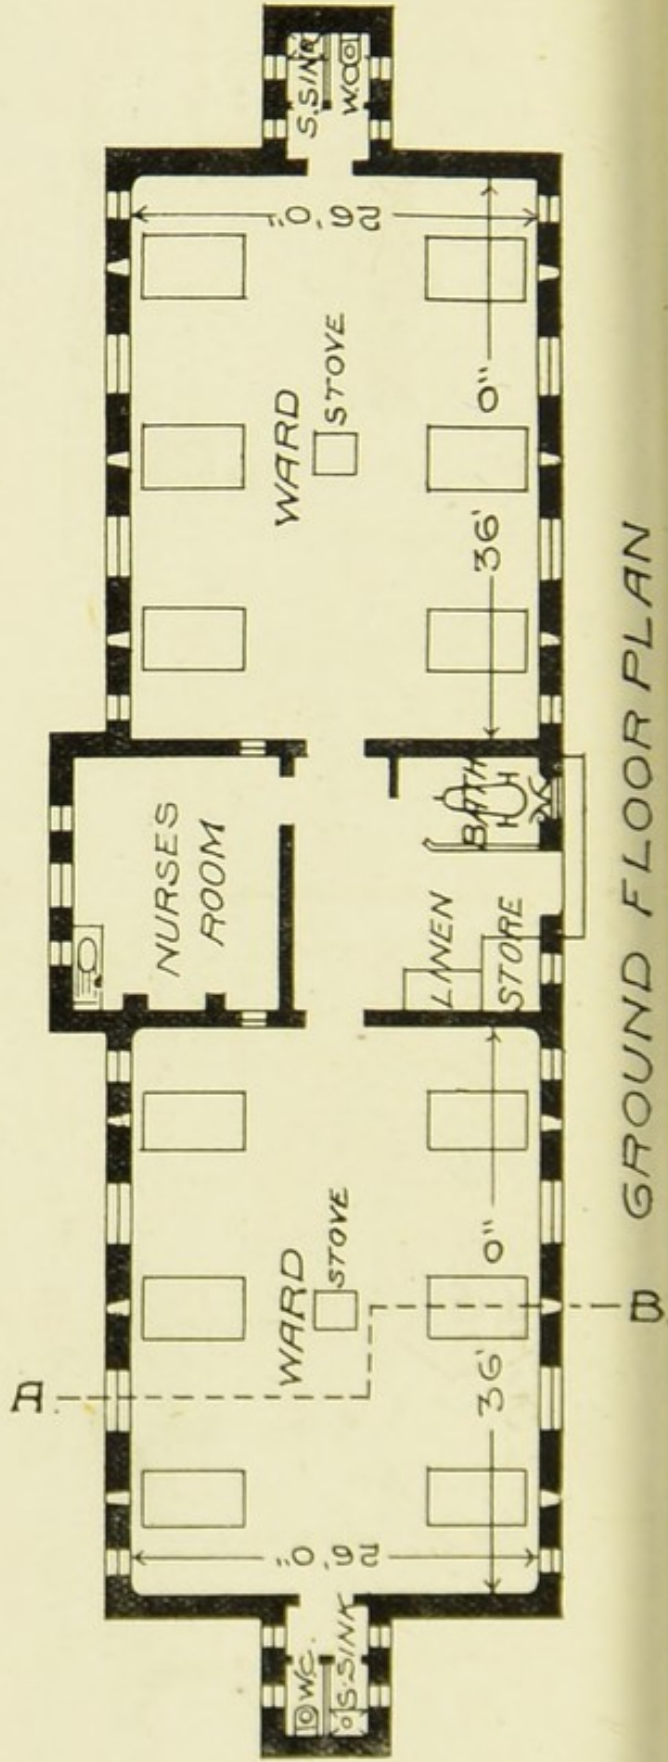 S.SINK
W.C
26'.0"
WARD
STOVE
36' 0"
NURSES
ROOM
BATH
LINEN
STORE
WARD
STOVE
36' 0"
26'.0"
A
B
W.C.
S.SINK
GROUND FLOOR PLAN